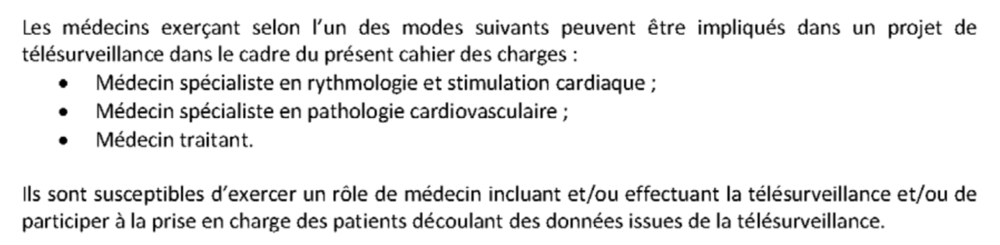 Les médecins exerçant selon l’un des modes suivants peuvent être impliqués dans un projet de
télésurveillance dans le cadre du présent cahier des charges :
• Médecin spécialiste en rythmologie et stimulation cardiaque ;
• Médecin spécialiste en pathologie cardiovasculaire ;
• Médecin traitant.
Ils sont susceptibles d’exercer un rôle de médecin incluant et/ou effectuant la télésurveillance et/ou de
participer à la prise en charge des patients découlant des données issues de la télésurveillance.